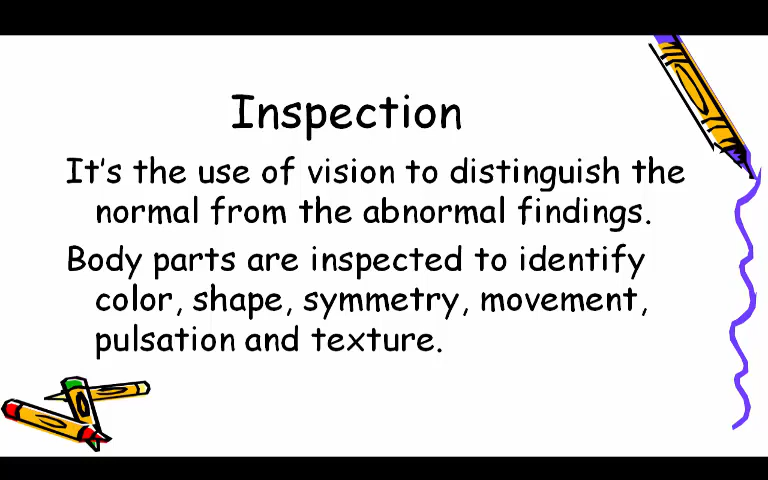 Inspection
It's the use of vision to distinguish the
normal from the abnormal findings.
Body parts are inspected to identify
color, shape, symmetry, movement,
pulsation and texture.